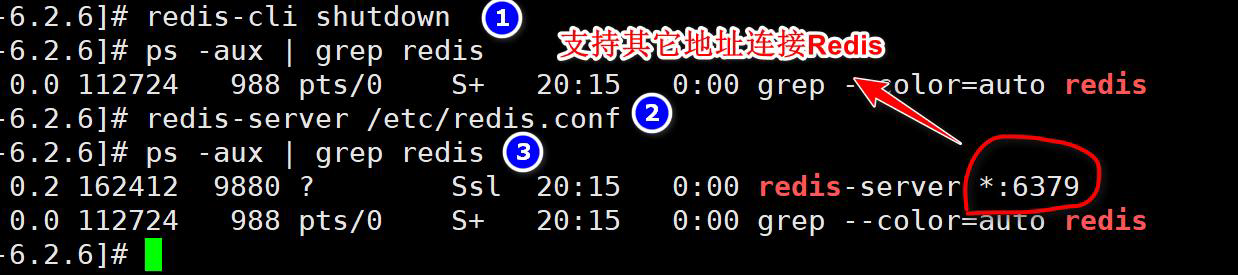 -6.2.6]# redis-cli shutdown 1
-6.2.6]# ps -aux | grep redis 支持其它地址连接Redis
0.0 112724 988 pts/0 S+ 20:15 0:00 grep --color=auto redis
-6.2.6]# redis-server /etc/redis.conf 2
-6.2.6]# ps -aux | grep redis 3
0.2 162412 9880 ? Ssl 20:15 0:00 redis-server *:6379
0.0 112724 988 pts/0 S+ 20:15 0:00 grep --color=auto redis
-6.2.6]#